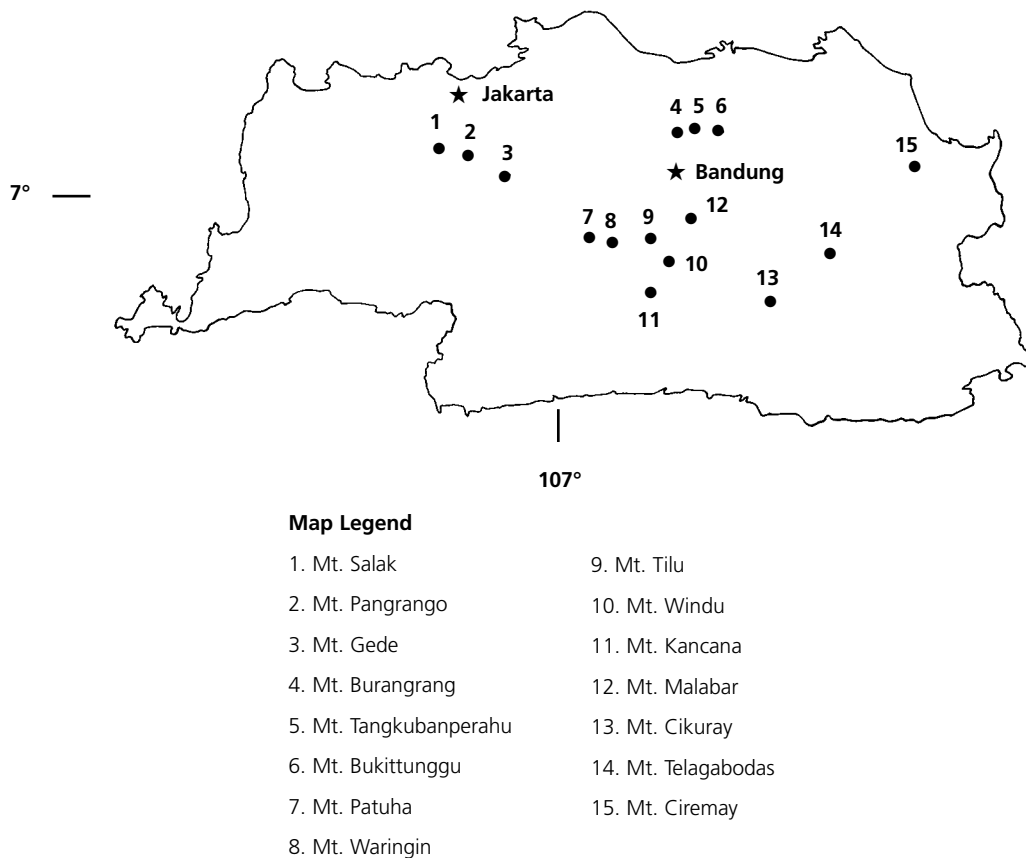 Jakarta
4 5 6
1
2
3
15
Bandung
7°
12
7 8 9
14
10
13
11
107°
Map Legend
1. Mt. Salak
2. Mt. Pangrango
3. Mt. Gede
4. Mt. Burangrang
5. Mt. Tangkubanperahu
6. Mt. Bukittunggu
7. Mt. Patuha
8. Mt. Waringin
9. Mt. Tilu
10. Mt. Windu
11. Mt. Kancana
12. Mt. Malabar
13. Mt. Cikuray
14. Mt. Telagabodas
15. Mt. Ciremay